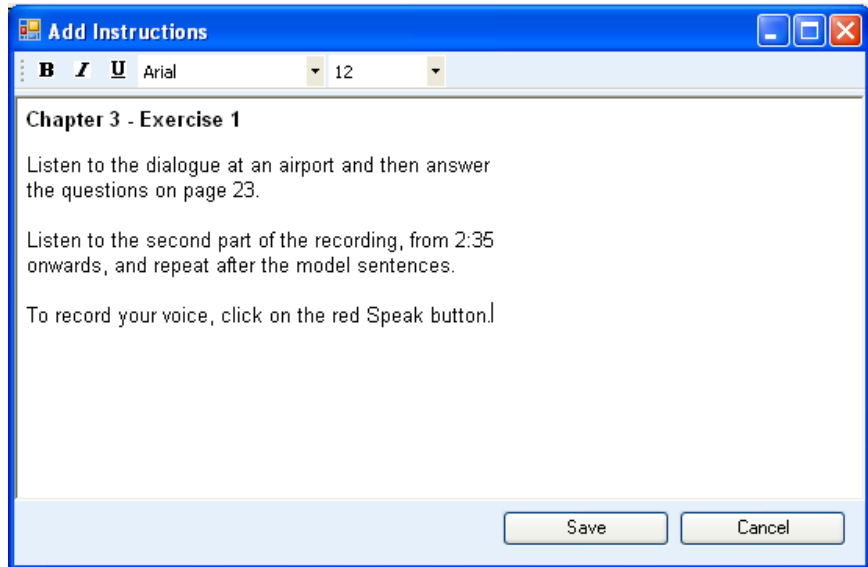 Add Instructions
B I U Arial 12
Chapter 3 - Exercise 1
Listen to the dialogue at an airport and then answer
the questions on page 23.
Listen to the second part of the recording, from 2:35
onwards, and repeat after the model sentences.
To record your voice, click on the red Speak button.
Save Cancel